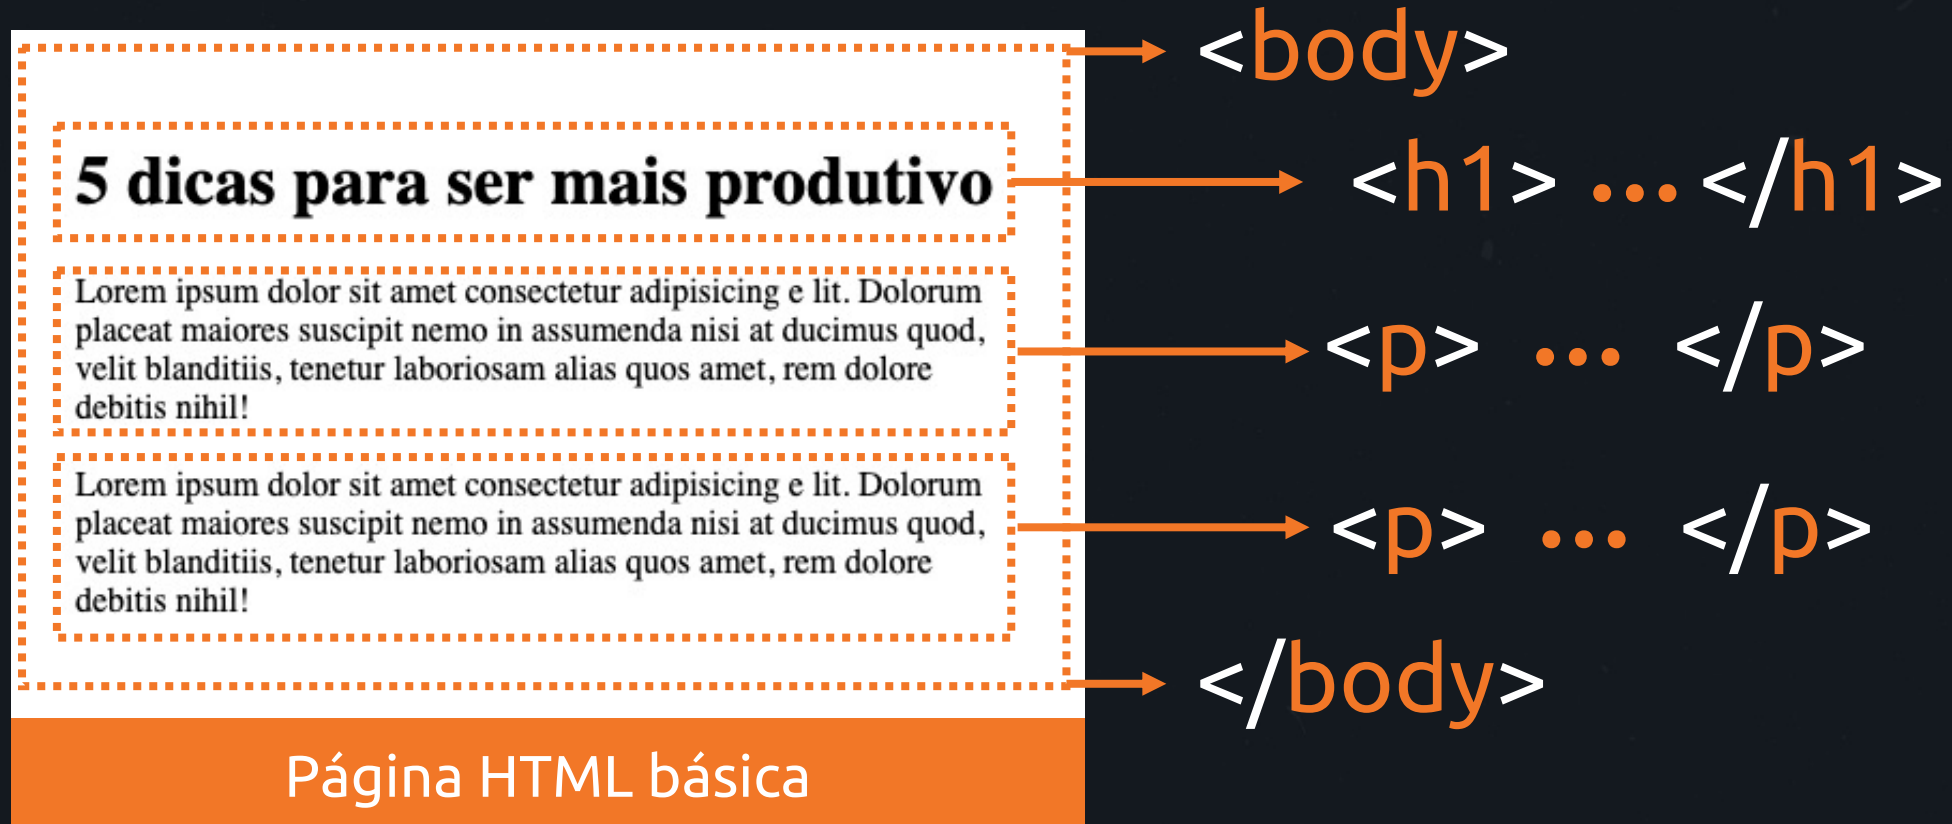 <body>
5 dicas para ser mais produtivo
<h1> ... </h1>
Lorem ipsum dolor sit amet consectetur adipisicing e lit. Dolorum
placeat maiores suscipit nemo in assumenda nisi at ducimus quod,
velit blanditiis, tenetur laboriosam alias quos amet, rem dolore
debitis nihil!
<p> ... </p>
Lorem ipsum dolor sit amet consectetur adipisicing e lit. Dolorum
placeat maiores suscipit nemo in assumenda nisi at ducimus quod,
velit blanditiis, tenetur laboriosam alias quos amet, rem dolore
debitis nihil!
<p> ... </p>
</body>
Página HTML básica